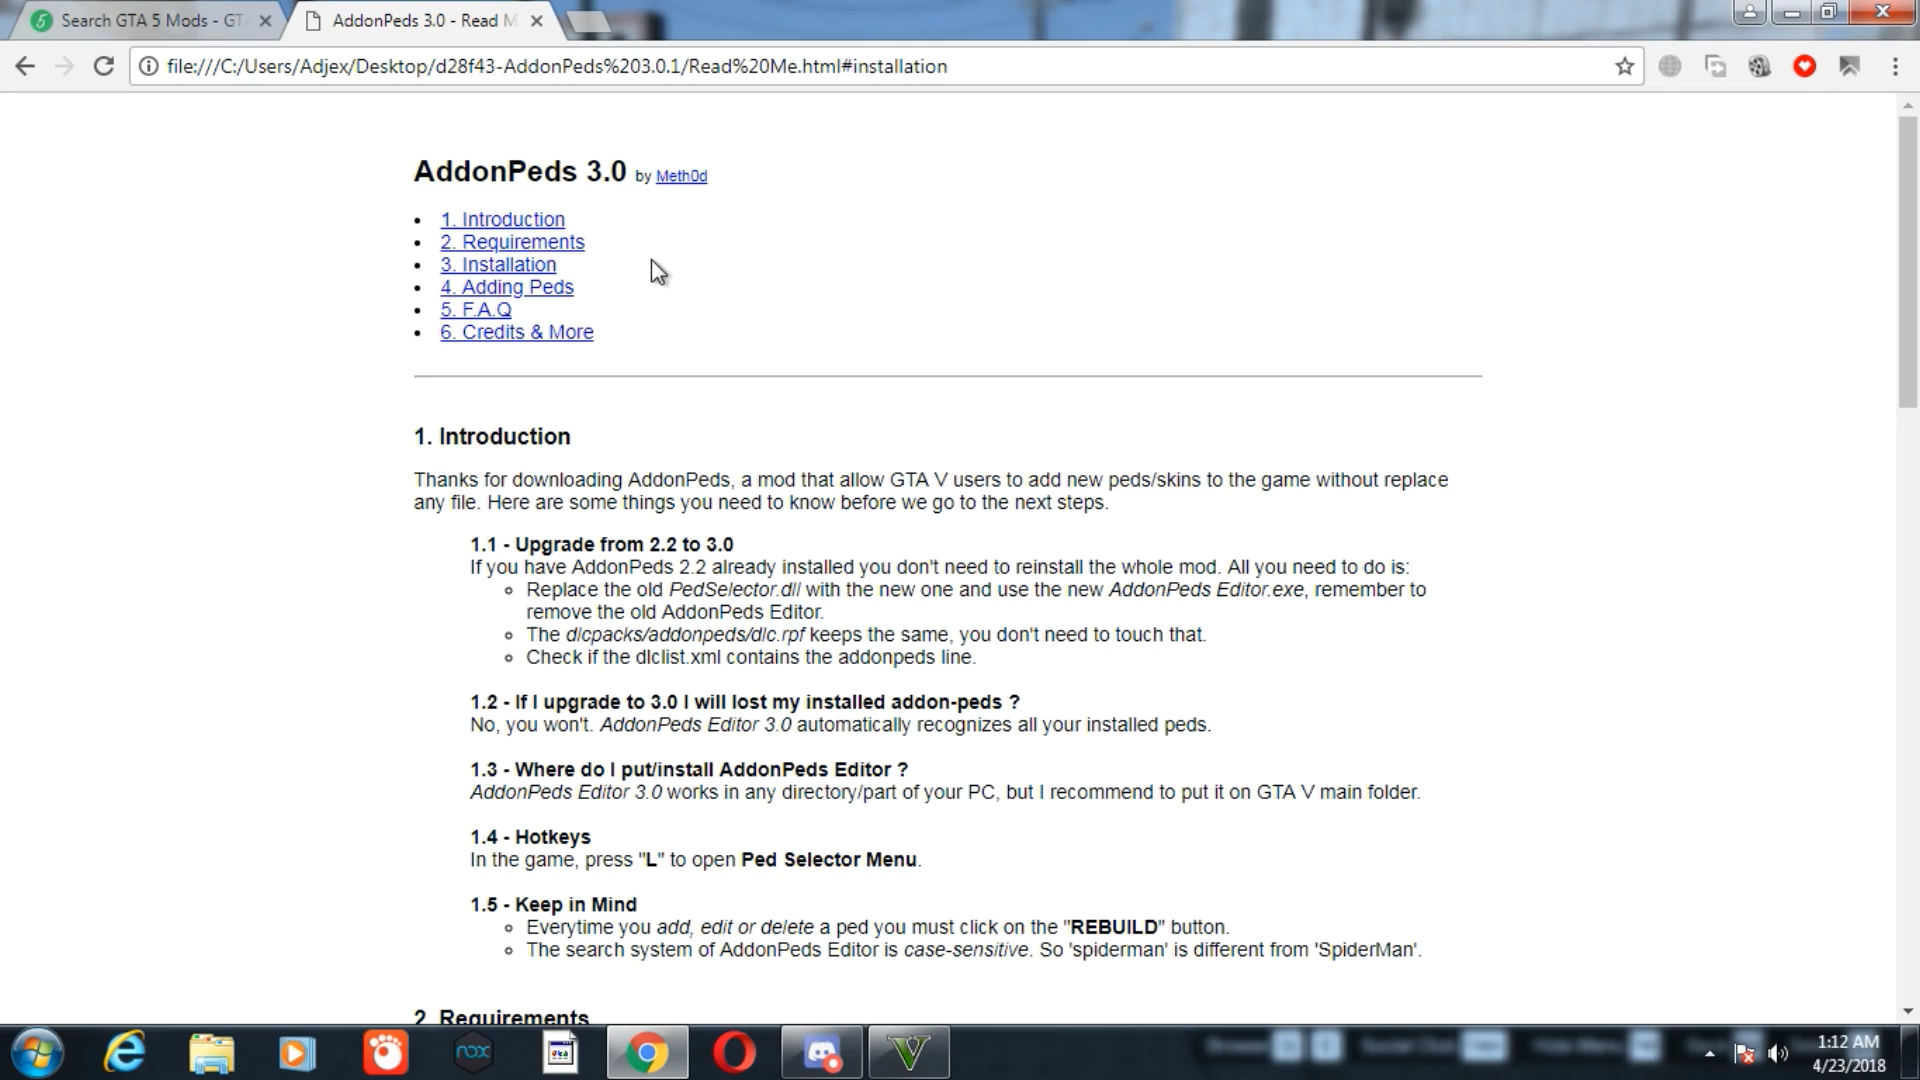 Search GTA 5 Mods - GT
AddonPeds 3.0 - Read M
file:///C:/Users/Adjex/Desktop/d28f43-AddonPeds%203.0.1/Read%20Me.html#installation
AddonPeds 3.0 by Meth0d
• 1. Introduction
• 2. Requirements
• 3. Installation
• 4. Adding Peds
• 5. F.A.Q
• 6. Credits & More
1. Introduction
Thanks for downloading AddonPeds, a mod that allow GTA V users to add new peds/skins to the game without replace
any file. Here are some things you need to know before we go to the next steps.
1.1 - Upgrade from 2.2 to 3.0
If you have AddonPeds 2.2 already installed you don't need to reinstall the whole mod. All you need to do is:
Replace the old PedSelector.dll with the new one and use the new AddonPeds Editor.exe, remember to
remove the old AddonPeds Editor.
The dlcpacks/addonpeds/dlc.rpf keeps the same, you don't need to touch that.
Check if the dlclist.xml contains the addonpeds line.
1.2 - If I upgrade to 3.0 I will lost my installed addon-peds ?
No, you won't. AddonPeds Editor 3.0 automatically recognizes all your installed peds.
1.3 - Where do I put/install AddonPeds Editor ?
AddonPeds Editor 3.0 works in any directory/part of your PC, but I recommend to put it on GTA V main folder.
1.4 - Hotkeys
In the game, press "L" to open Ped Selector Menu.
1.5 - Keep in Mind
Everytime you add, edit or delete a ped you must click on the "REBUILD" button.
The search system of AddonPeds Editor is case-sensitive. So 'spiderman' is different from 'SpiderMan'.
2. Requirements
nox
1:12 AM
4/23/2018